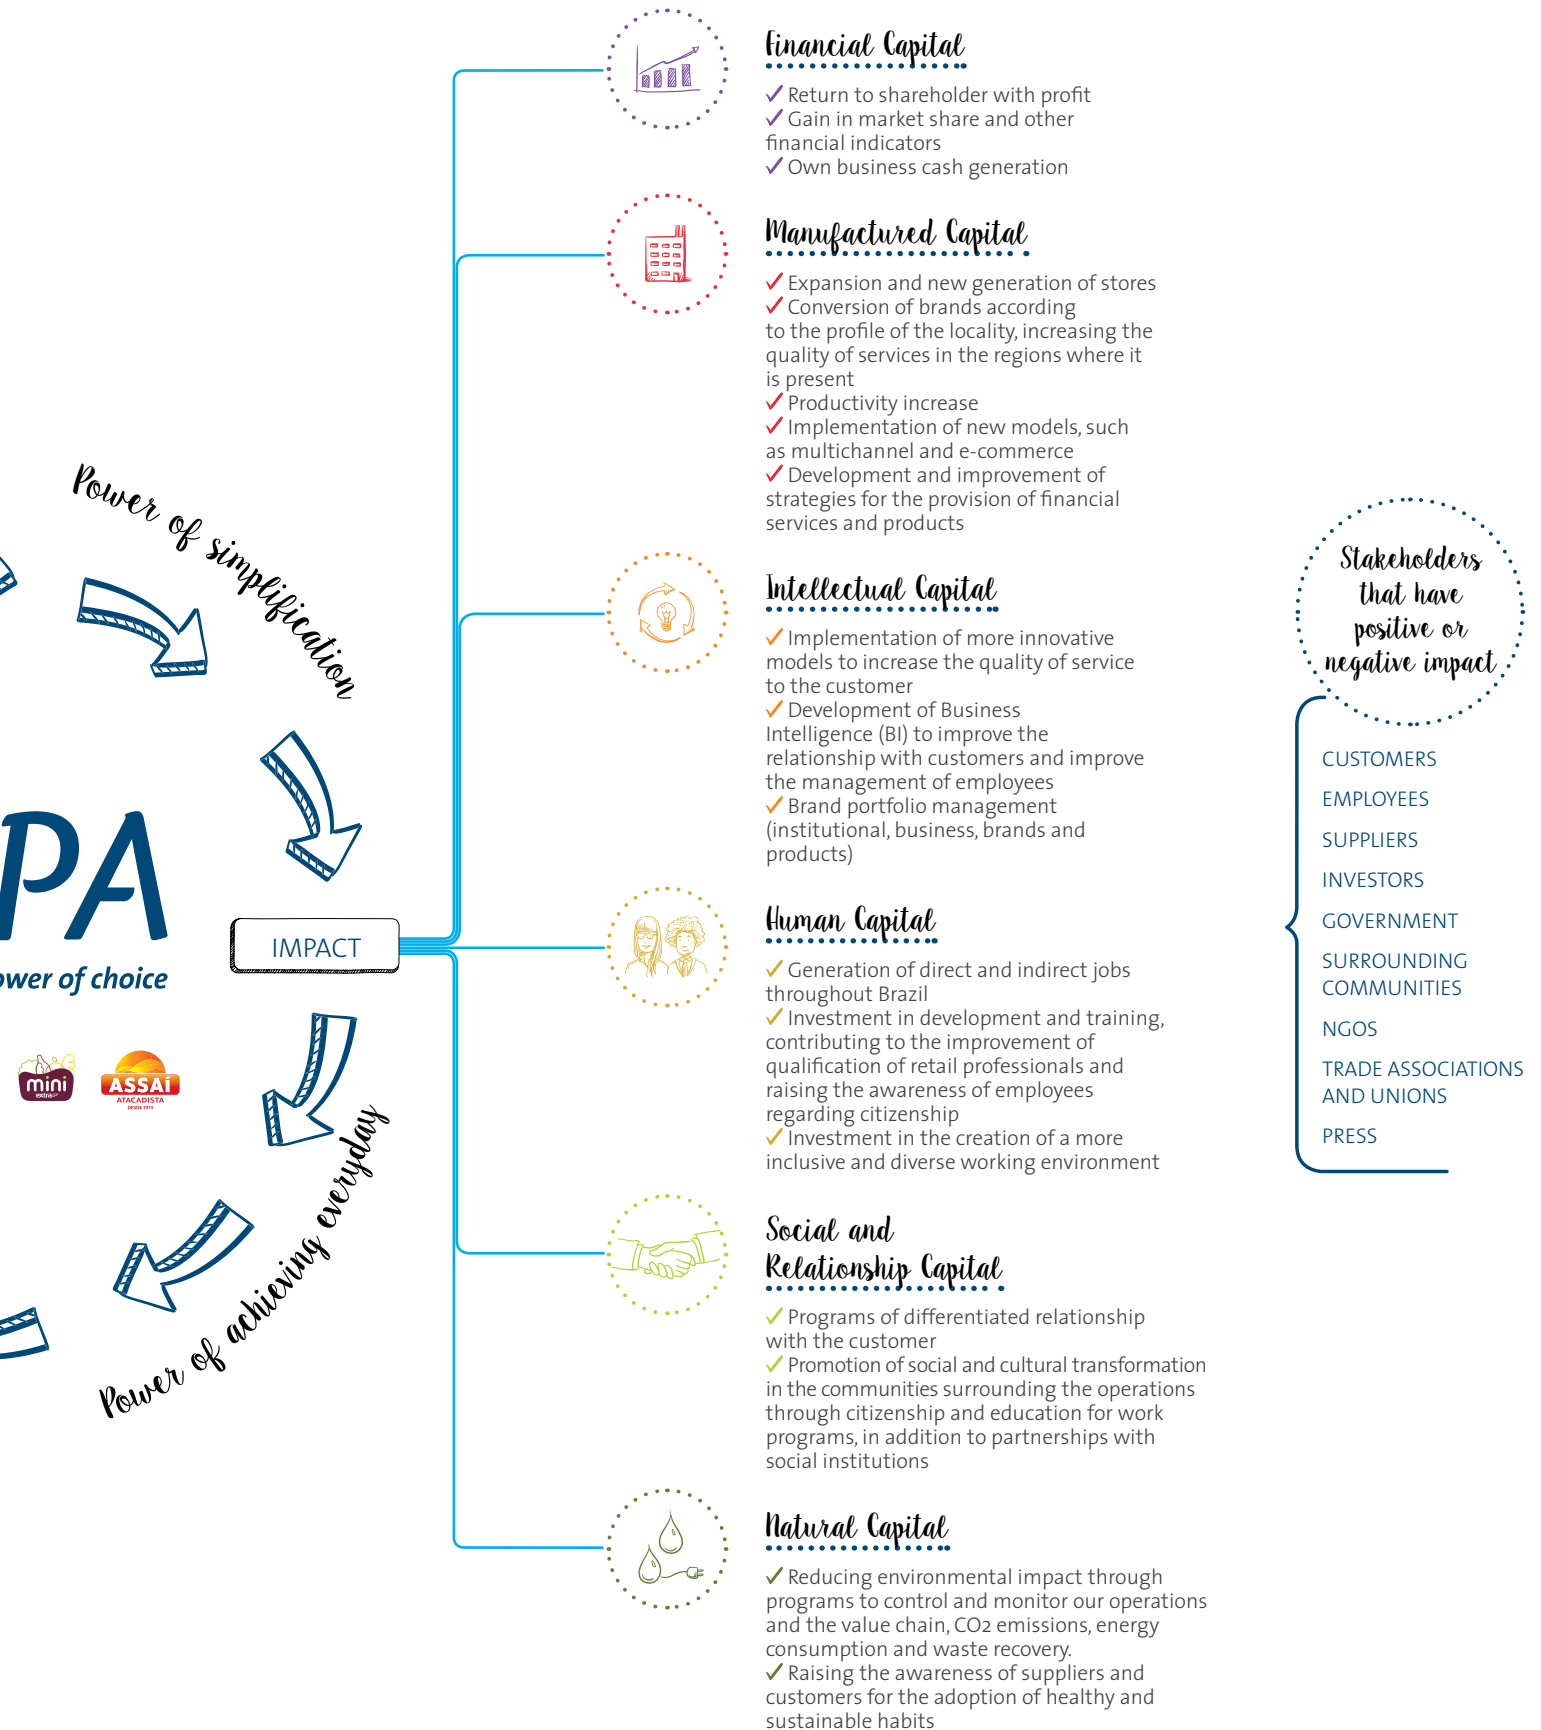 Power of simplification
PA
ower of choice
mini
extra
ASSAÍ
ATACADISTA
DESDE 1974
Power of achieving everyday
IMPACT
Financial Capital
✓ Return to shareholder with profit
✓ Gain in market share and other
financial indicators
✓ Own business cash generation
Manufactured Capital
✓ Expansion and new generation of stores
✓ Conversion of brands according
to the profile of the locality, increasing the
quality of services in the regions where it
is present
✓ Productivity increase
✓ Implementation of new models, such
as multichannel and e-commerce
✓ Development and improvement of
strategies for the provision of financial
services and products
Intellectual Capital
✓ Implementation of more innovative
models to increase the quality of service
to the customer
✓ Development of Business
Intelligence (BI) to improve the
relationship with customers and improve
the management of employees
✓ Brand portfolio management
(institutional, business, brands and
products)
Human Capital
✓ Generation of direct and indirect jobs
throughout Brazil
✓ Investment in development and training,
contributing to the improvement of
qualification of retail professionals and
raising the awareness of employees
regarding citizenship
✓ Investment in the creation of a more
inclusive and diverse working environment
Social and
Relationship Capital
✓ Programs of differentiated relationship
with the customer
✓ Promotion of social and cultural transformation
in the communities surrounding the operations
through citizenship and education for work
programs, in addition to partnerships with
social institutions
Natural Capital
✓ Reducing environmental impact through
programs to control and monitor our operations
and the value chain, CO2 emissions, energy
consumption and waste recovery.
✓ Raising the awareness of suppliers and
customers for the adoption of healthy and
sustainable habits
Stakeholders
that have
positive or
negative impact
CUSTOMERS
EMPLOYEES
SUPPLIERS
INVESTORS
GOVERNMENT
SURROUNDING
COMMUNITIES
NGOS
TRADE ASSOCIATIONS
AND UNIONS
PRESS